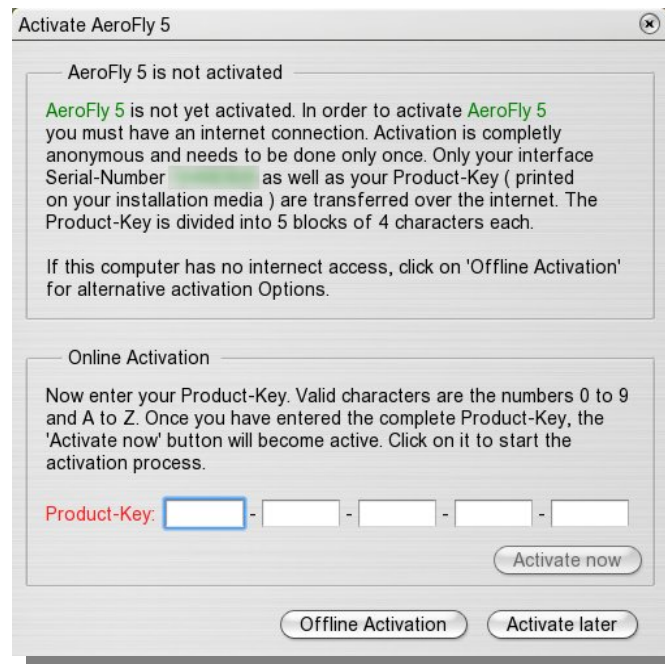 Activate AeroFly 5
AeroFly 5 is not activated
AeroFly 5 is not yet activated. In order to activate AeroFly 5
you must have an internet connection. Activation is completly
anonymous and needs to be done only once. Only your interface
Serial-Number as well as your Product-Key ( printed
on your installation media ) are transferred over the internet. The
Product-Key is divided into 5 blocks of 4 characters each.
If this computer has no internect access, click on 'Offline Activation'
for alternative activation Options.
Online Activation
Now enter your Product-Key. Valid characters are the numbers 0 to 9
and A to Z. Once you have entered the complete Product-Key, the
'Activate now' button will become active. Click on it to start the
activation process.
Product-Key: - - - -
Activate now
Offline Activation Activate later